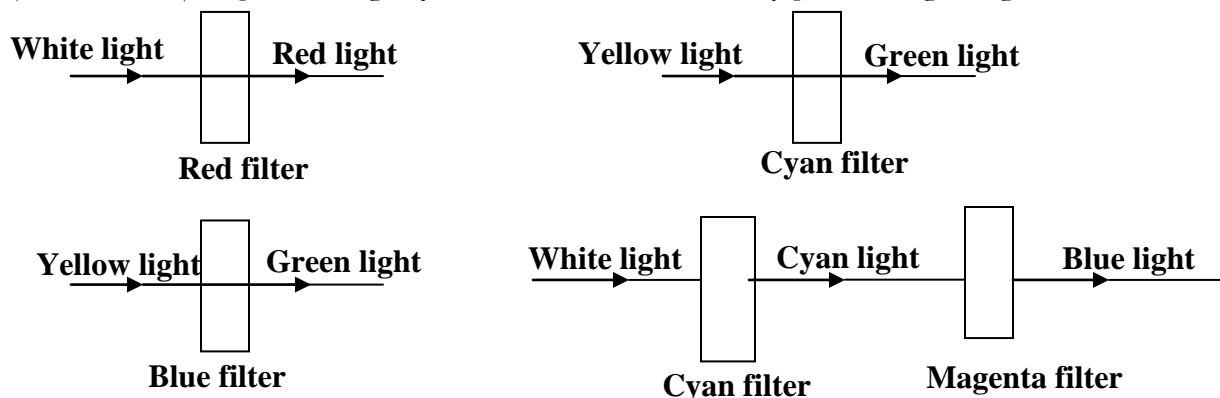 White light
Red light
Red filter
Yellow light
Green light
Cyan filter
Yellow light
Green light
Blue filter
White light
Cyan light
Blue light
Cyan filter
Magenta filter